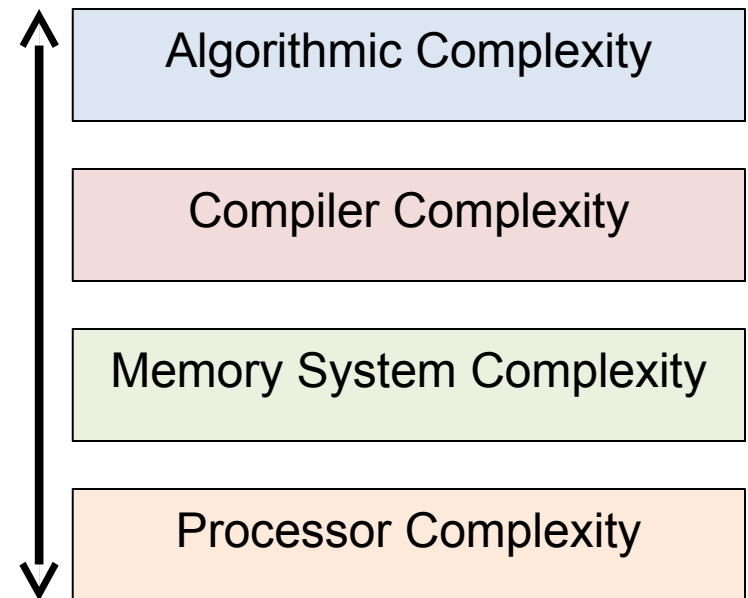 Algorithmic Complexity
Compiler Complexity
Memory System Complexity
Processor Complexity